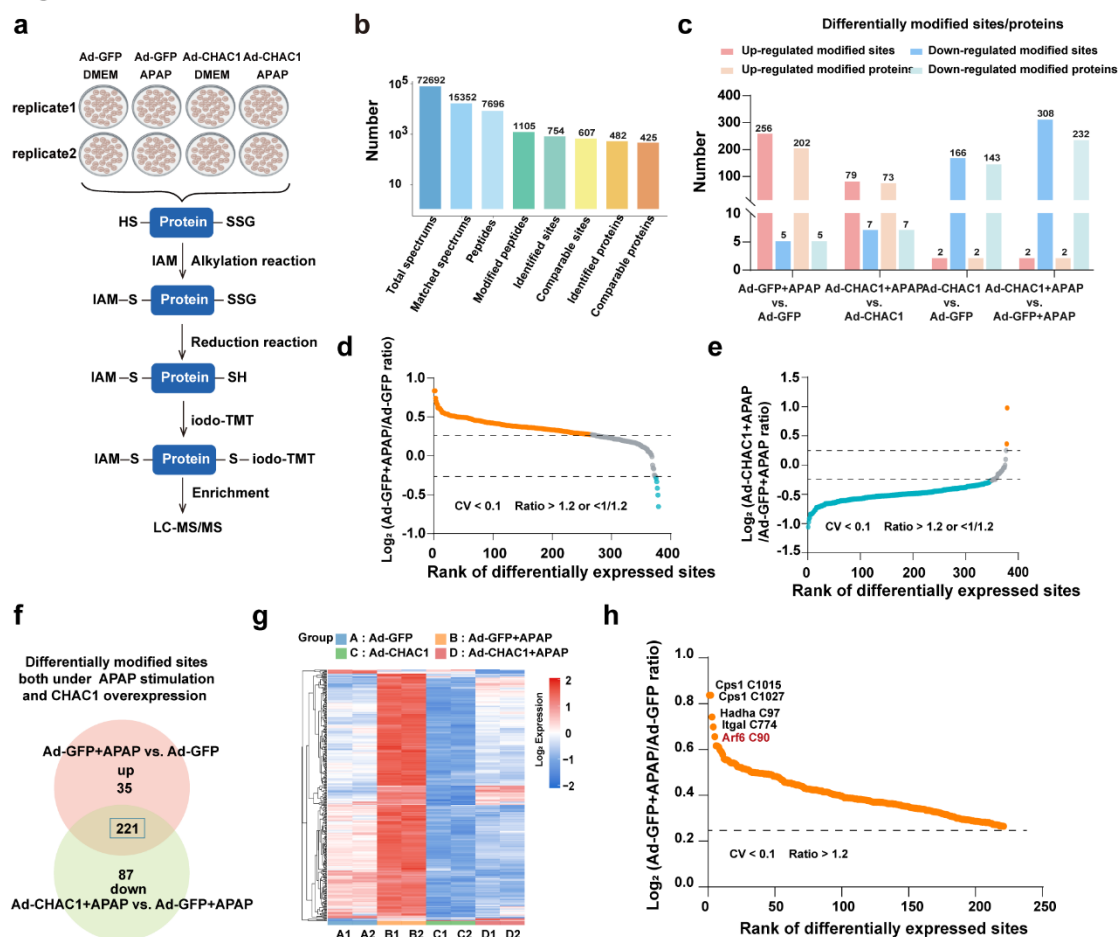 a
Ad-GFP Ad-GFP Ad-CHAC1 Ad-CHAC1
DMEM APAP DMEM APAP
replicate1
replicate2
HS Protein SSG
IAM Alkylation reaction
IAM—S Protein SSG
Reduction reaction
IAM—S Protein SH
iodo-TMT
IAM—S Protein S—iodo-TMT
Enrichment
LC-MS/MS
b
Number
10⁵
10³
10
72692
15352
7696
1105
754
607
482
425
Total spectrums
Matched spectrums
Peptides
Modified peptides
Identified sites
Comparable sites
Identified proteins
Comparable proteins
c
Differentially modified sites/proteins
Up-regulated modified sites
Down-regulated modified sites
Up-regulated modified proteins
Down-regulated modified proteins
Number
400
300
200
100
10
5
0
256 5 202 5
79 7 73 7
2 166 2 143
2 308 2 232
Ad-GFP+APAP Ad-CHAC1+APAP Ad-CHAC1 Ad-CHAC1+APAP
vs. vs. vs. vs.
Ad-GFP Ad-CHAC1 Ad-GFP Ad-GFP+APAP
d
Log₂ (Ad-GFP+APAP/Ad-GFP ratio)
1.0
0.5
0.0
-0.5
-1.0
CV < 0.1 Ratio > 1.2 or <1/1.2
0 100 200 300 400
Rank of differentially expressed sites
e
Log₂ (Ad-CHAC1+APAP
/Ad-GFP+APAP ratio)
1.5
1.0
0.5
0.0
-0.5
-1.0
-1.5
CV < 0.1 Ratio > 1.2 or <1/1.2
0 100 200 300 400
Rank of differentially expressed sites
f
Differentially modified sites
both under APAP stimulation
and CHAC1 overexpression
Ad-GFP+APAP vs. Ad-GFP
up
35
221
87
down
Ad-CHAC1+APAP vs. Ad-GFP+APAP
g
Group A : Ad-GFP B : Ad-GFP+APAP
C : Ad-CHAC1 D : Ad-CHAC1+APAP
2
1
0
−1
−2
Log₂ Expression
A1 A2 B1 B2 C1 C2 D1 D2
h
Log₂ (Ad-GFP+APAP/Ad-GFP ratio)
1.0
0.8
0.6
0.4
0.2
0.0
Cps1 C1015
Cps1 C1027
Hadha C97
Itgal C774
Arf6 C90
CV < 0.1 Ratio > 1.2
0 50 100 150 200 250
Rank of differentially expressed sites